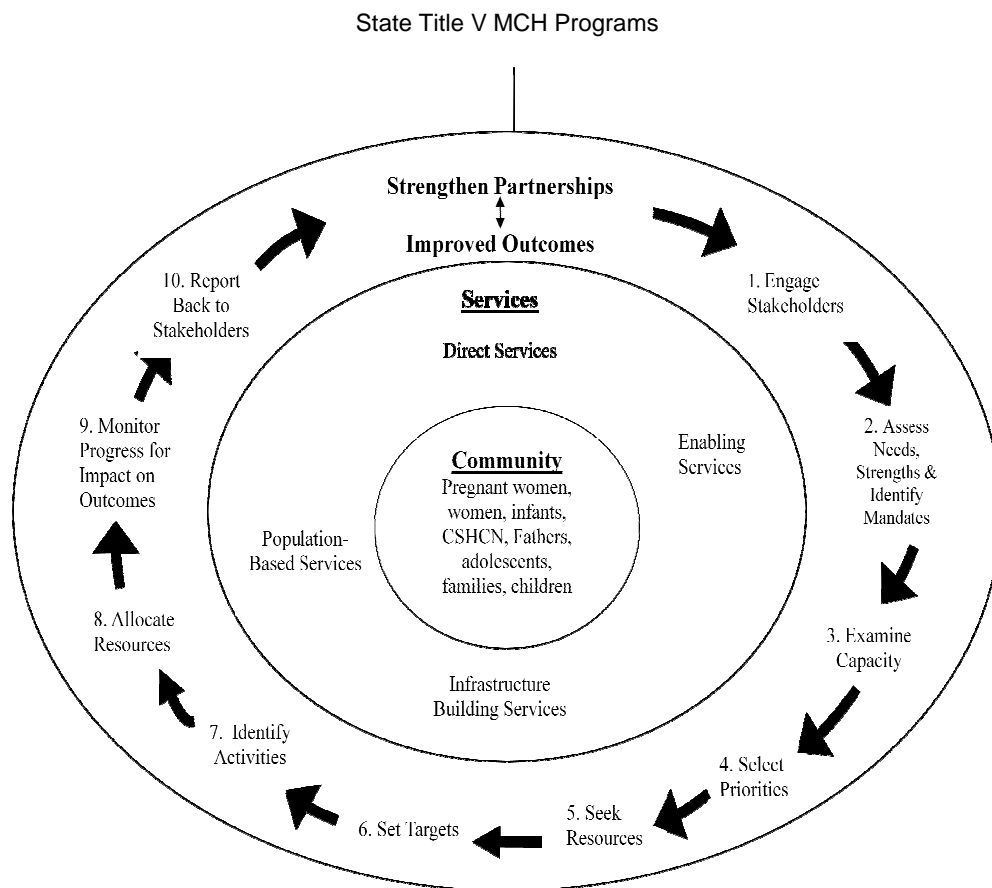 State Title V MCH Programs
Strengthen Partnerships
Improved Outcomes
1. Engage
Stakeholders
2. Assess
Needs,
Strengths &
Identify
Mandates
3. Examine
Capacity
4. Select
Priorities
5. Seek
Resources
6. Set Targets
7. Identify
Activities
8. Allocate
Resources
9. Monitor
Progress for
Impact on
Outcomes
10. Report
Back to
Stakeholders
Services
Direct Services
Enabling
Services
Infrastructure
Building Services
Population-
Based Services
Community
Pregnant women,
women, infants,
CSHCN, Fathers,
adolescents,
families, children